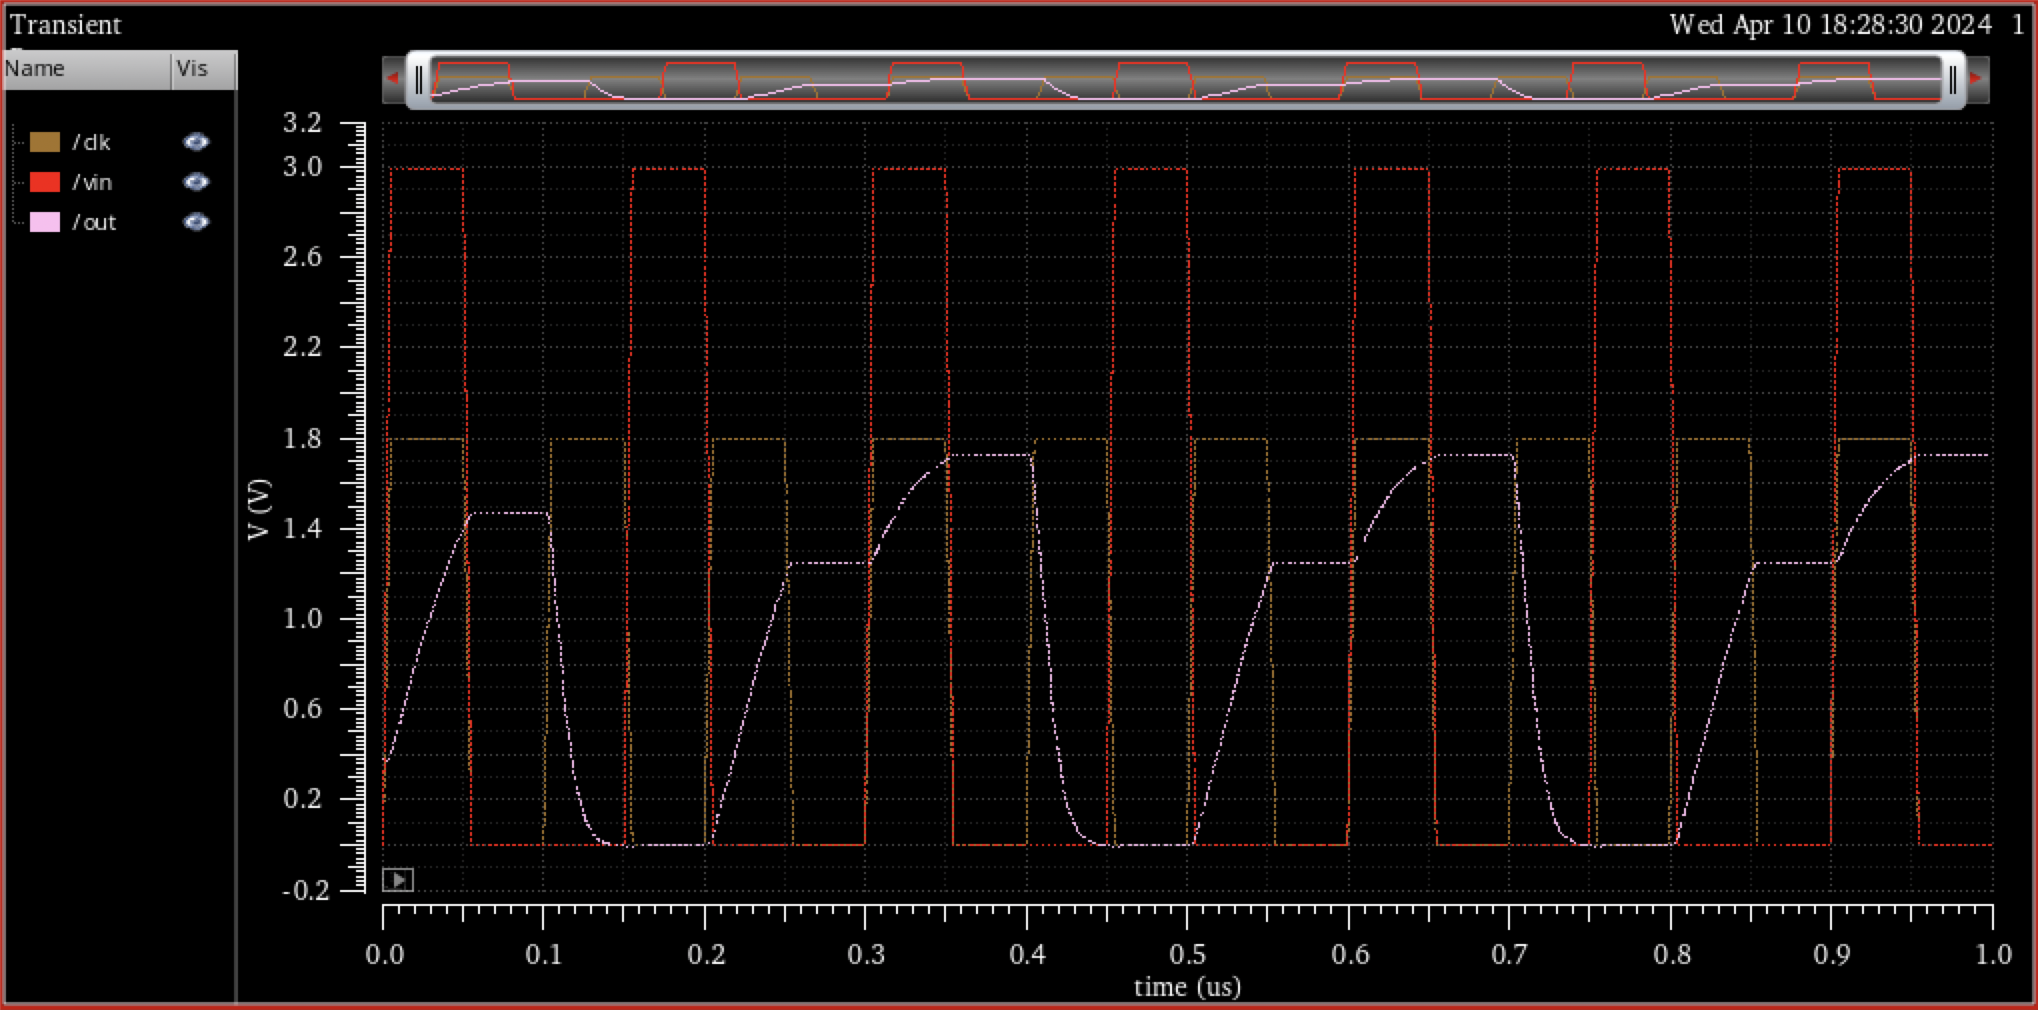 Transient
Wed Apr 10 18:28:30 2024 1
Name Vis
/clk
/vin
/out
3.2
3.0
2.6
2.2
1.8
1.4
1.0
0.6
0.2
-0.2
V (V)
0.0 0.1 0.2 0.3 0.4 0.5 0.6 0.7 0.8 0.9 1.0
time (us)